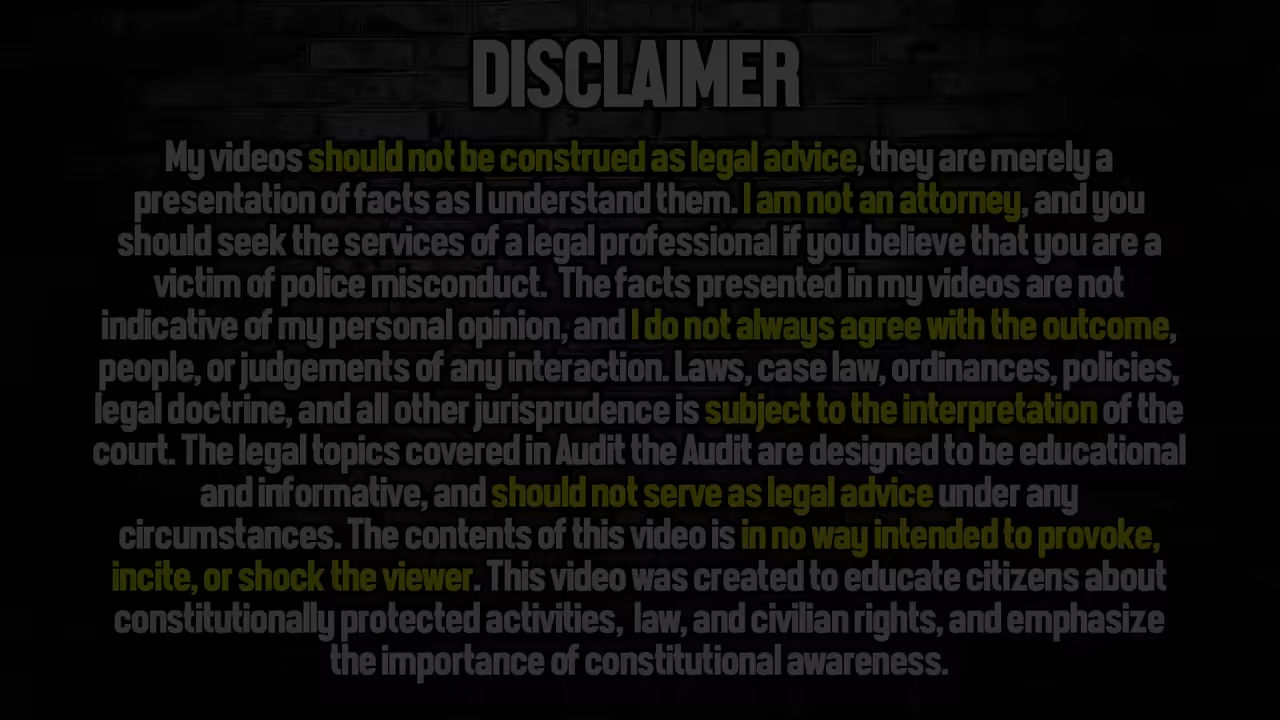 DISCLAIMER
My videos should not be construed as legal advice, they are merely a
presentation of facts as I understand them. I am not an attorney, and you
should seek the services of a legal professional if you believe that you are a
victim of police misconduct. The facts presented in my videos are not
indicative of my personal opinion, and I do not always agree with the outcome,
people, or judgements of any interaction. Laws, case law, ordinances, policies,
legal doctrine, and all other jurisprudence is subject to the interpretation of the
court. The legal topics covered in Audit the Audit are designed to be educational
and informative, and should not serve as legal advice under any
circumstances. The contents of this video is in no way intended to provoke,
incite, or shock the viewer. This video was created to educate citizens about
constitutionally protected activities, law, and civilian rights, and emphasize
the importance of constitutional awareness.